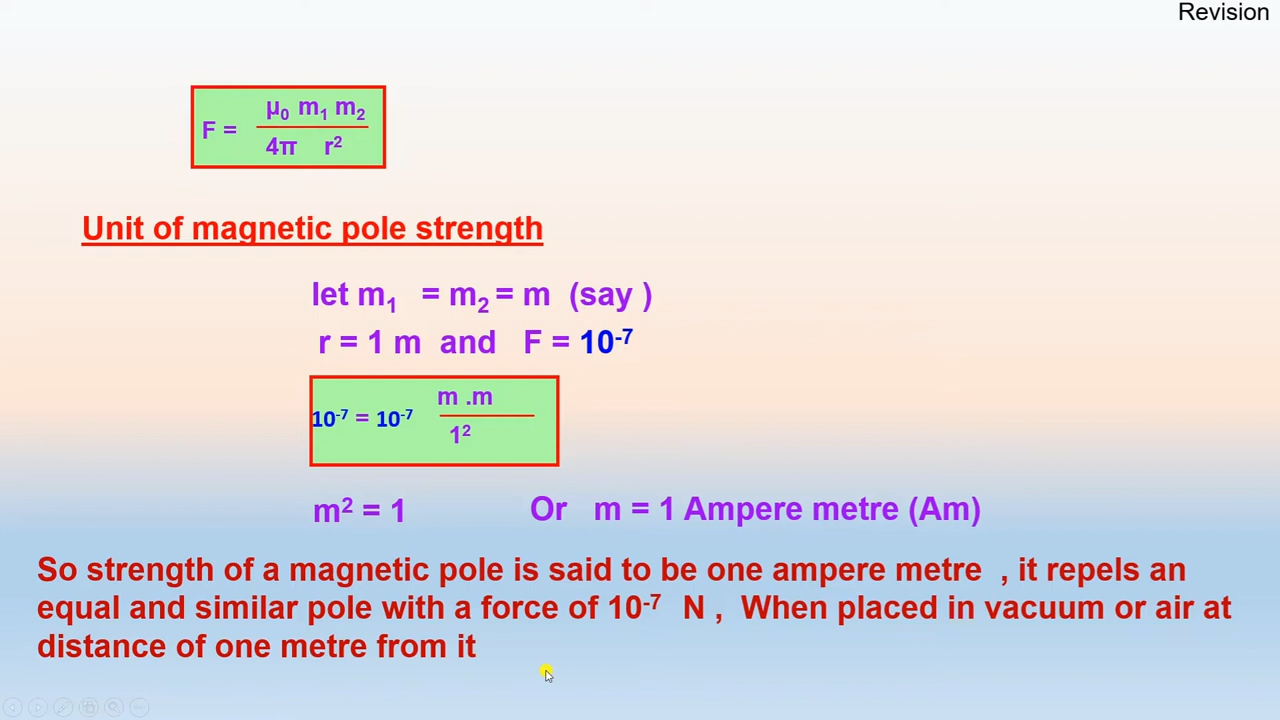 Revision
F = μ₀ m₁ m₂
4π r²
Unit of magnetic pole strength
let m₁ = m₂ = m (say )
r = 1 m and F = 10⁻⁷
10⁻⁷ = 10⁻⁷ m .m
1²
m² = 1 Or m = 1 Ampere metre (Am)
So strength of a magnetic pole is said to be one ampere metre , it repels an
equal and similar pole with a force of 10⁻⁷ N , When placed in vacuum or air at
distance of one metre from it